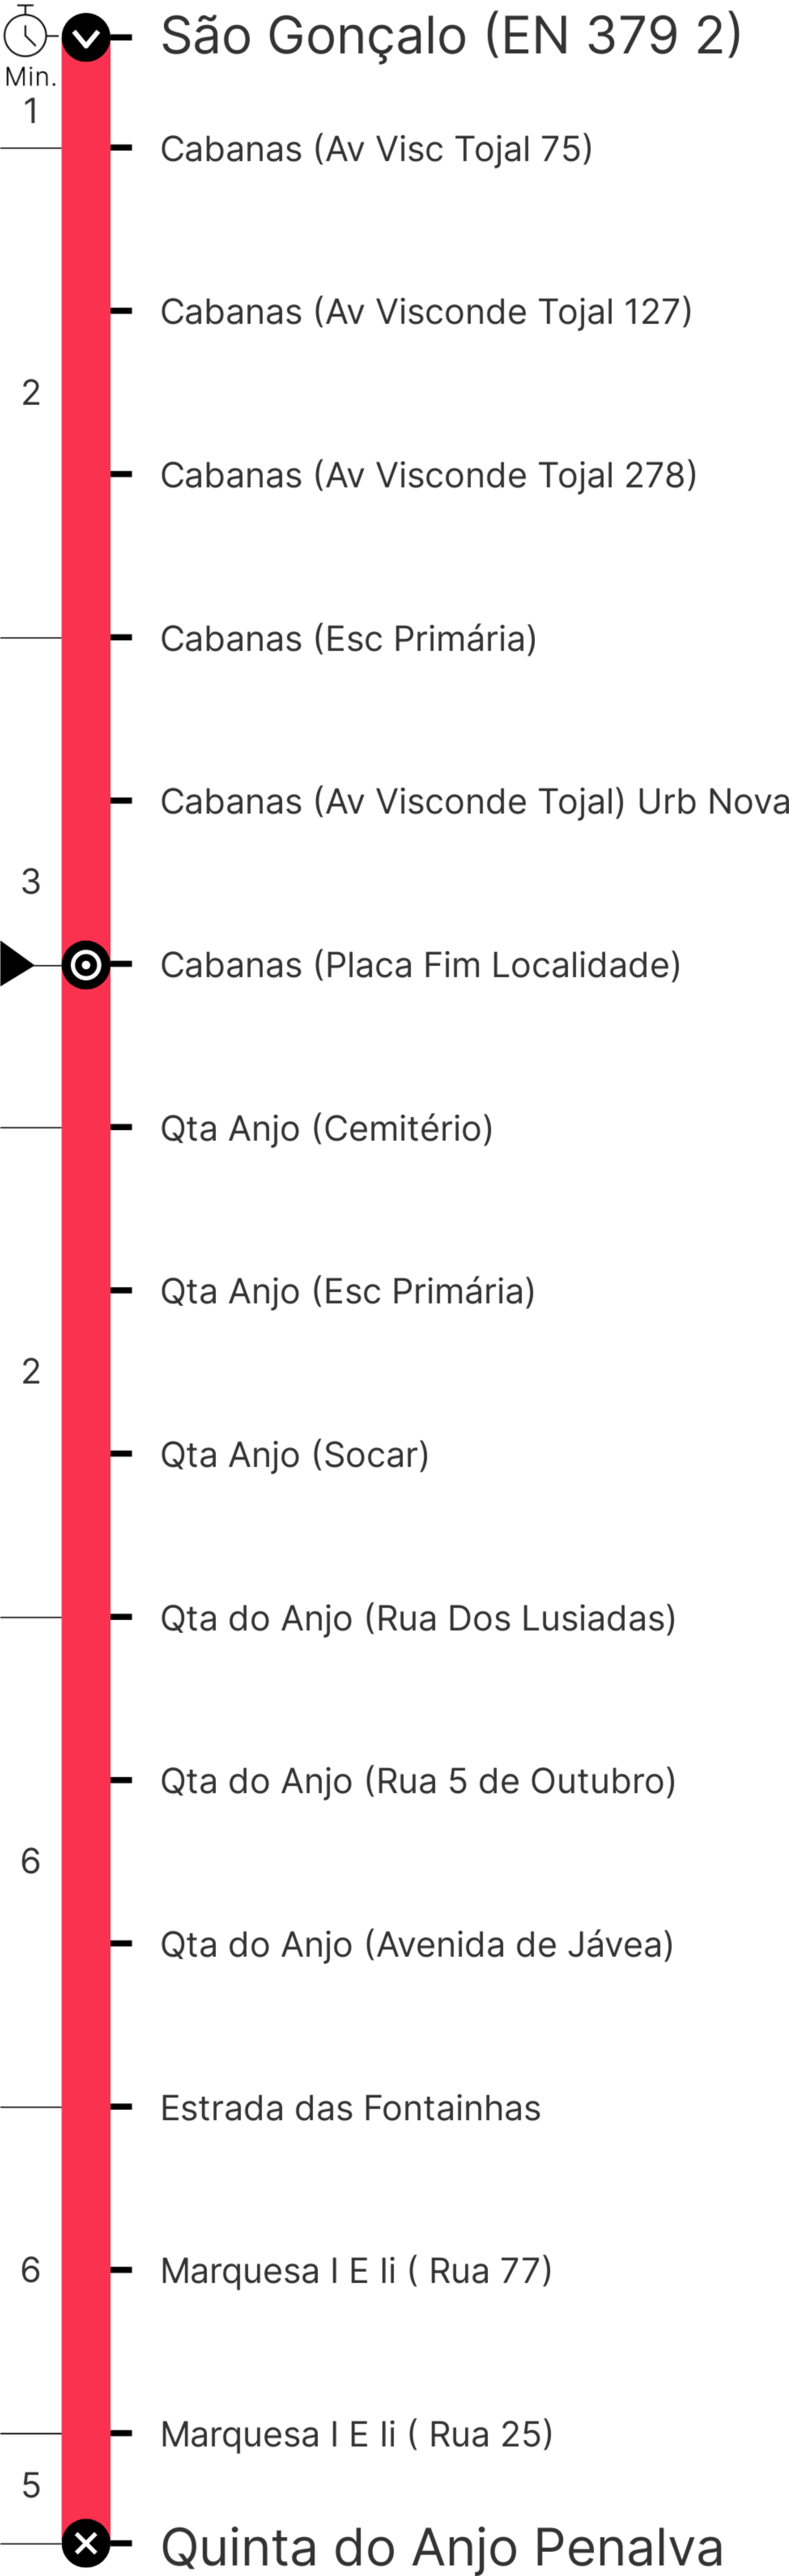 São Gonçalo (EN 379 2)
Min.
1
Cabanas (Av Visc Tojal 75)
Cabanas (Av Visconde Tojal 127)
2
Cabanas (Av Visconde Tojal 278)
Cabanas (Esc Primária)
Cabanas (Av Visconde Tojal) Urb Nova
3
Cabanas (Placa Fim Localidade)
Qta Anjo (Cemitério)
Qta Anjo (Esc Primária)
2
Qta Anjo (Socar)
Qta do Anjo (Rua Dos Lusiadas)
Qta do Anjo (Rua 5 de Outubro)
6
Qta do Anjo (Avenida de Jávea)
Estrada das Fontainhas
6
Marquesa I E Ii ( Rua 77)
Marquesa I E Ii ( Rua 25)
5
Quinta do Anjo Penalva